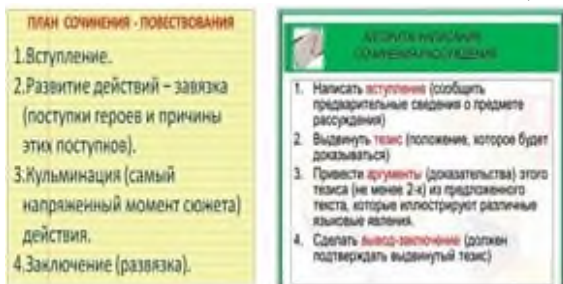 ПЛАН СОЧИНЕНИЯ - ПОВЕСТВОВАНИЯ
1.Вступление.
2.Развитие действий – завязка
(поступки героев и причины
этих поступков).
3.Кульминация (самый
напряженный момент сюжета)
действия.
4.Заключение (развязка).
АЛГОРИТМ НАПИСАНИЯ
СОЧИНЕНИЯ-РАССУЖДЕНИЯ
1. Написать вступление (сообщить
предварительные сведения о предмете
рассуждения)
2. Выдвинуть тезис (положение, которое будет
доказываться)
3. Привести аргументы (доказательства) этого
тезиса (не менее 2-х) из предложенного
текста, которые иллюстрируют различные
языковые явления.
4. Сделать вывод-заключение (должен
подтверждать выдвинутый тезис)